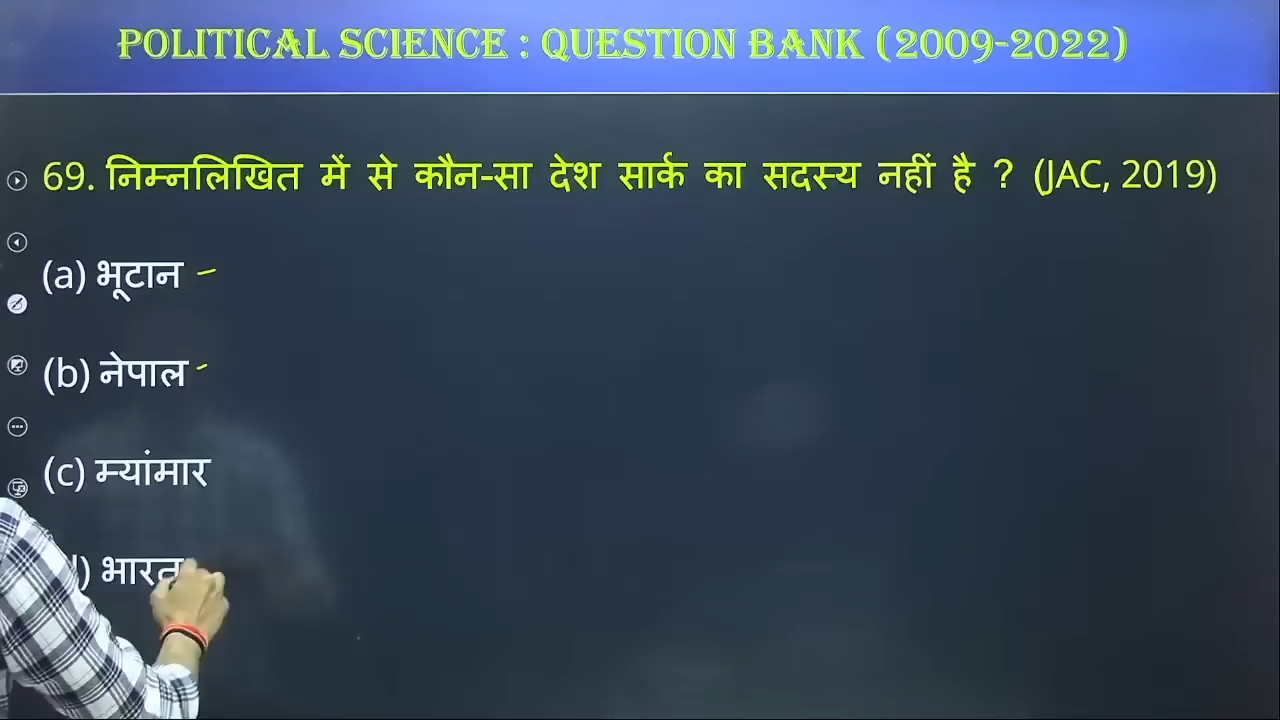 POLITICAL SCIENCE : QUESTION BANK (2009-2022)
69. निम्नलिखित में से कौन-सा देश सार्क का सदस्य नहीं है ? (JAC, 2019)
(a) भूटान
(b) नेपाल
(c) म्यांमार
) भारत